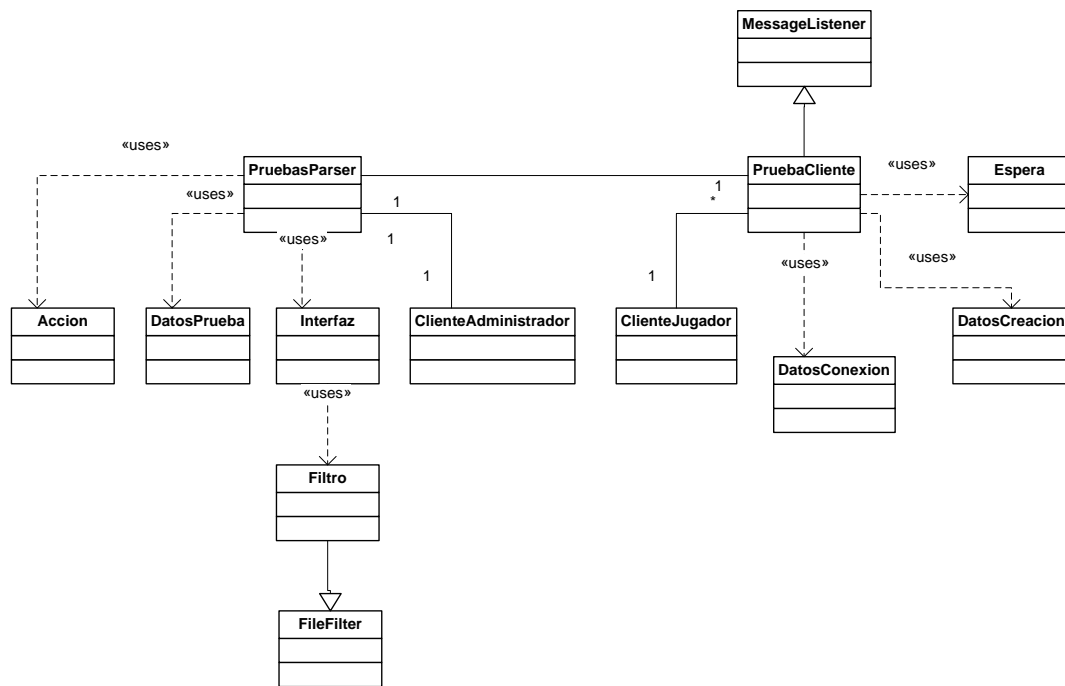 MessageListener
«uses»
PruebasParser
PruebaCliente
«uses»
Espera
«uses»
1
1
*
«uses»
1
«uses»
«uses»
1
1
Accion
DatosPrueba
Interfaz
ClienteAdministrador
ClienteJugador
DatosCreacion
DatosConexion
«uses»
Filtro
FileFilter